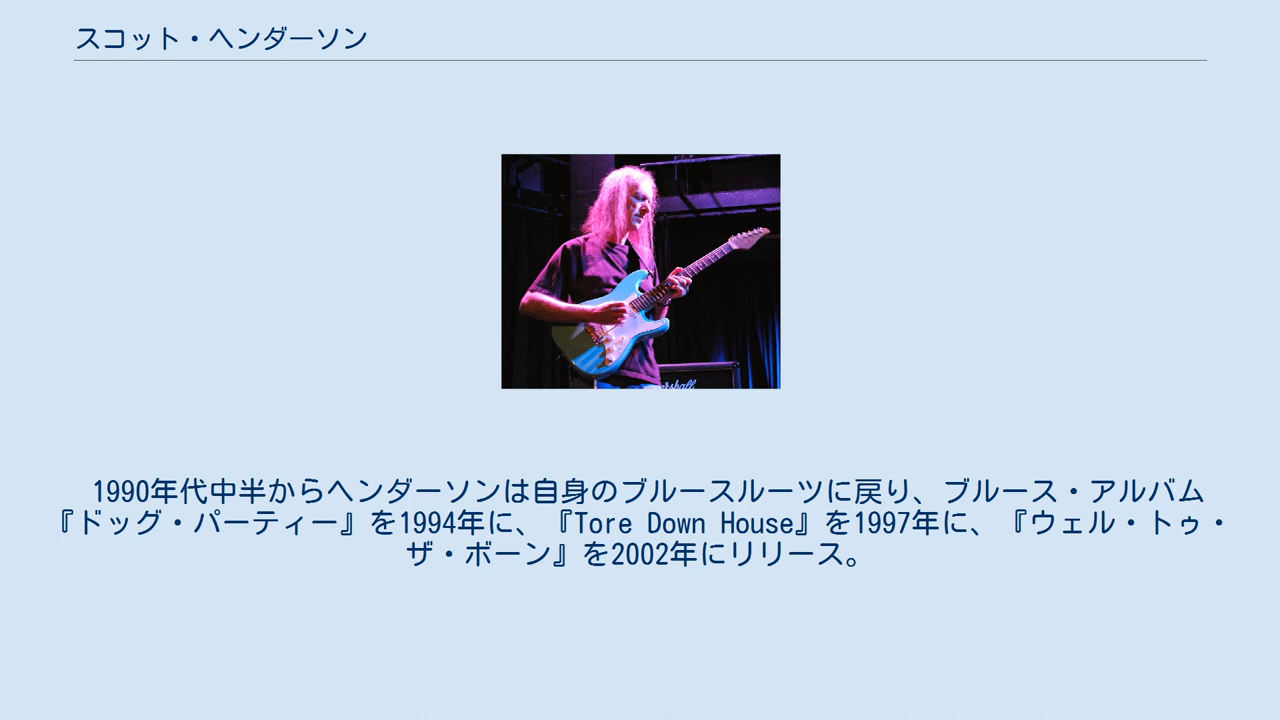 スコット・ヘンダーソン
1990年代中半からヘンダーソンは自身のブルースルーツに戻り、ブルース・アルバム
『ドッグ・パーティー』を1994年に、『Tore Down House』を1997年に、『ウェル・トゥ・
ザ・ボーン』を2002年にリリース。